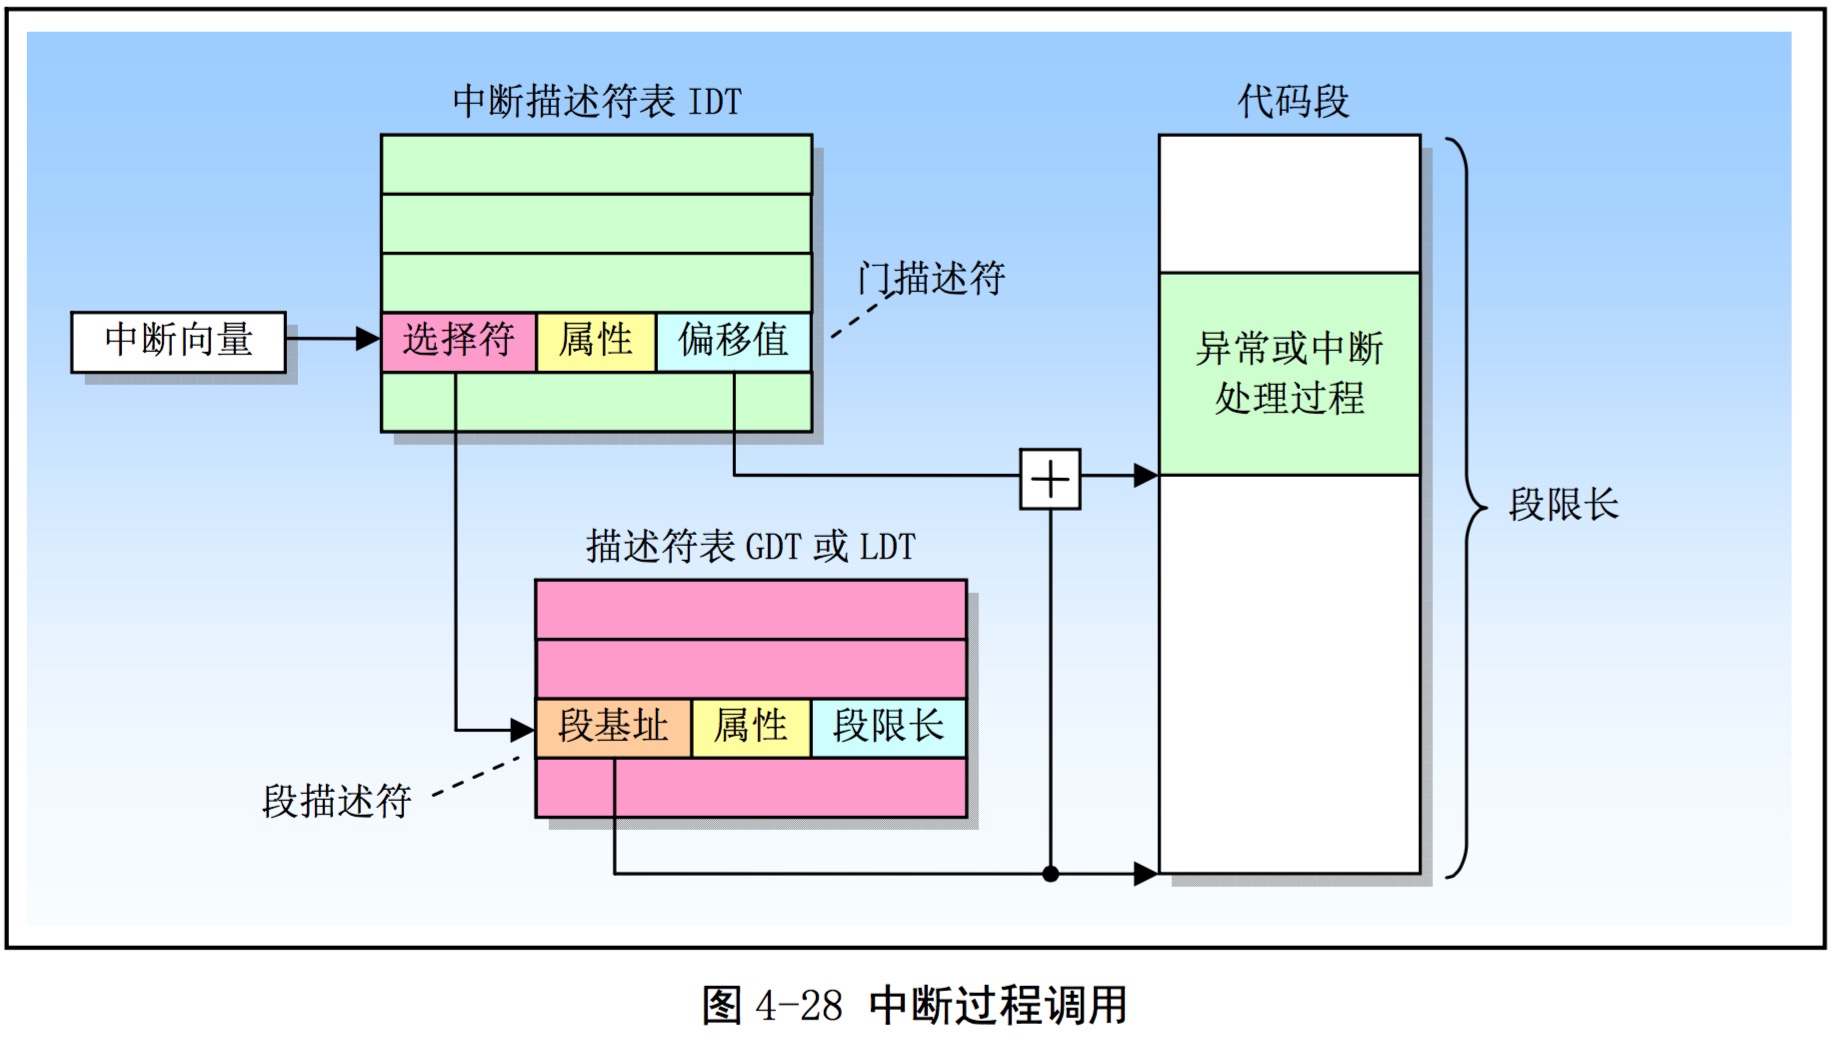 中断描述符表 IDT
代码段
门描述符
中断向量
选择符 属性 偏移值
异常或中断
处理过程
段限长
描述符表 GDT 或 LDT
段基址 属性 段限长
段描述符
图 4-28 中断过程调用